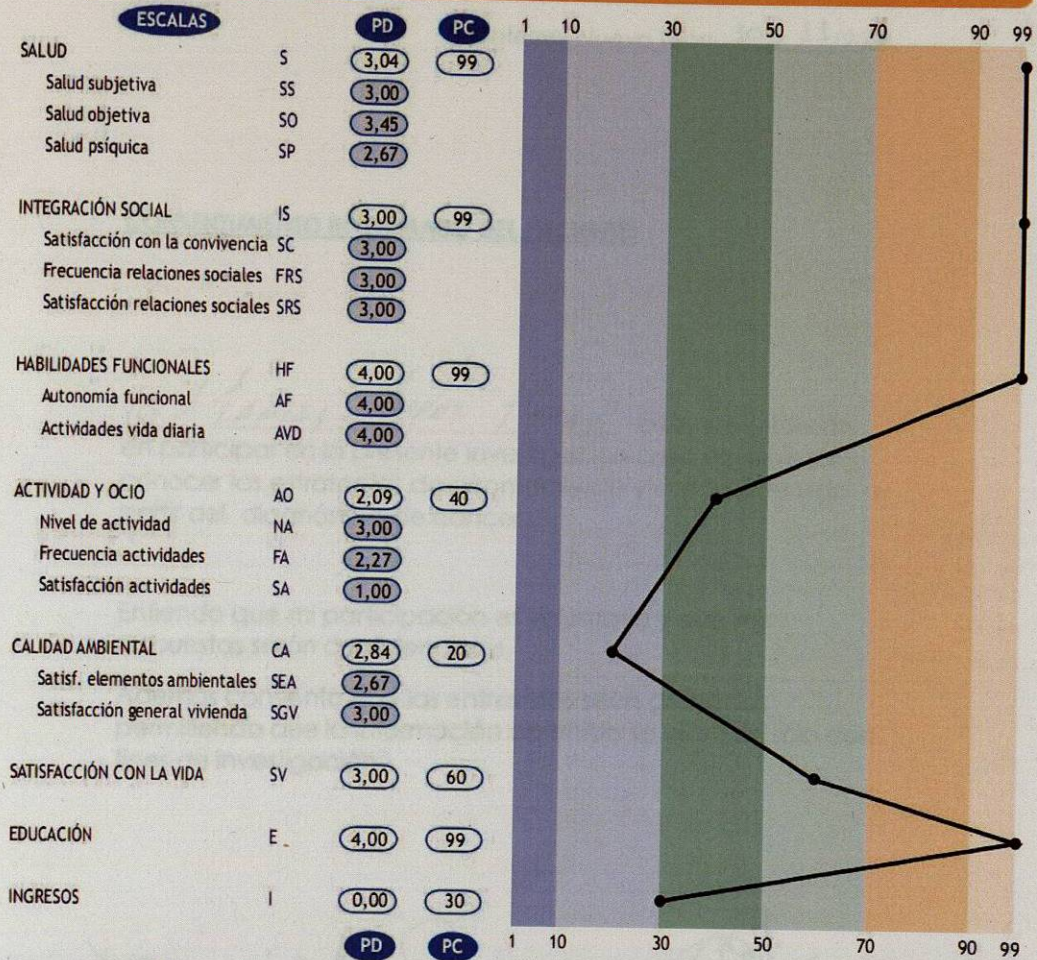 ESCALAS PD PC 1 10 30 50 70 90 99
SALUD S 3,04 99
Salud subjetiva SS 3,00
Salud objetiva SO 3,45
Salud psíquica SP 2,67
INTEGRACIÓN SOCIAL IS 3,00 99
Satisfacción con la convivencia SC 3,00
Frecuencia relaciones sociales FRS 3,00
Satisfacción relaciones sociales SRS 3,00
HABILIDADES FUNCIONALES HF 4,00 99
Autonomía funcional AF 4,00
Actividades vida diaria AVD 4,00
ACTIVIDAD Y OCIO AO 2,09 40
Nivel de actividad NA 3,00
Frecuencia actividades FA 2,27
Satisfacción actividades SA 1,00
CALIDAD AMBIENTAL CA 2,84 20
Satisf. elementos ambientales SEA 2,67
Satisfacción general vivienda SGV 3,00
SATISFACCIÓN CON LA VIDA SV 3,00 60
EDUCACIÓN E 4,00 99
INGRESOS I 0,00 30
PD PC 1 10 30 50 70 90 99